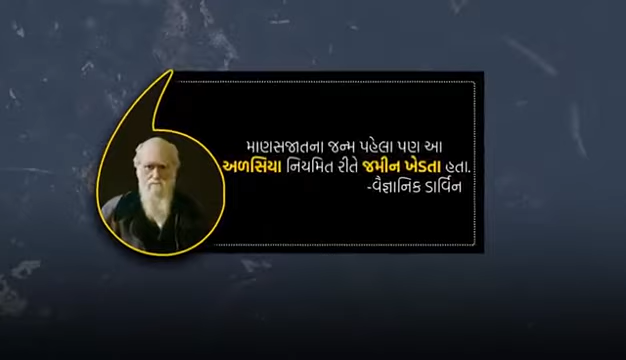 માણસજાતના જન્મ પહેલા પણ આ
અળસિયા નિયમિત રીતે જમીન ખેડતા હતા.
-વૈજ્ઞાનિક ડાર્વિન